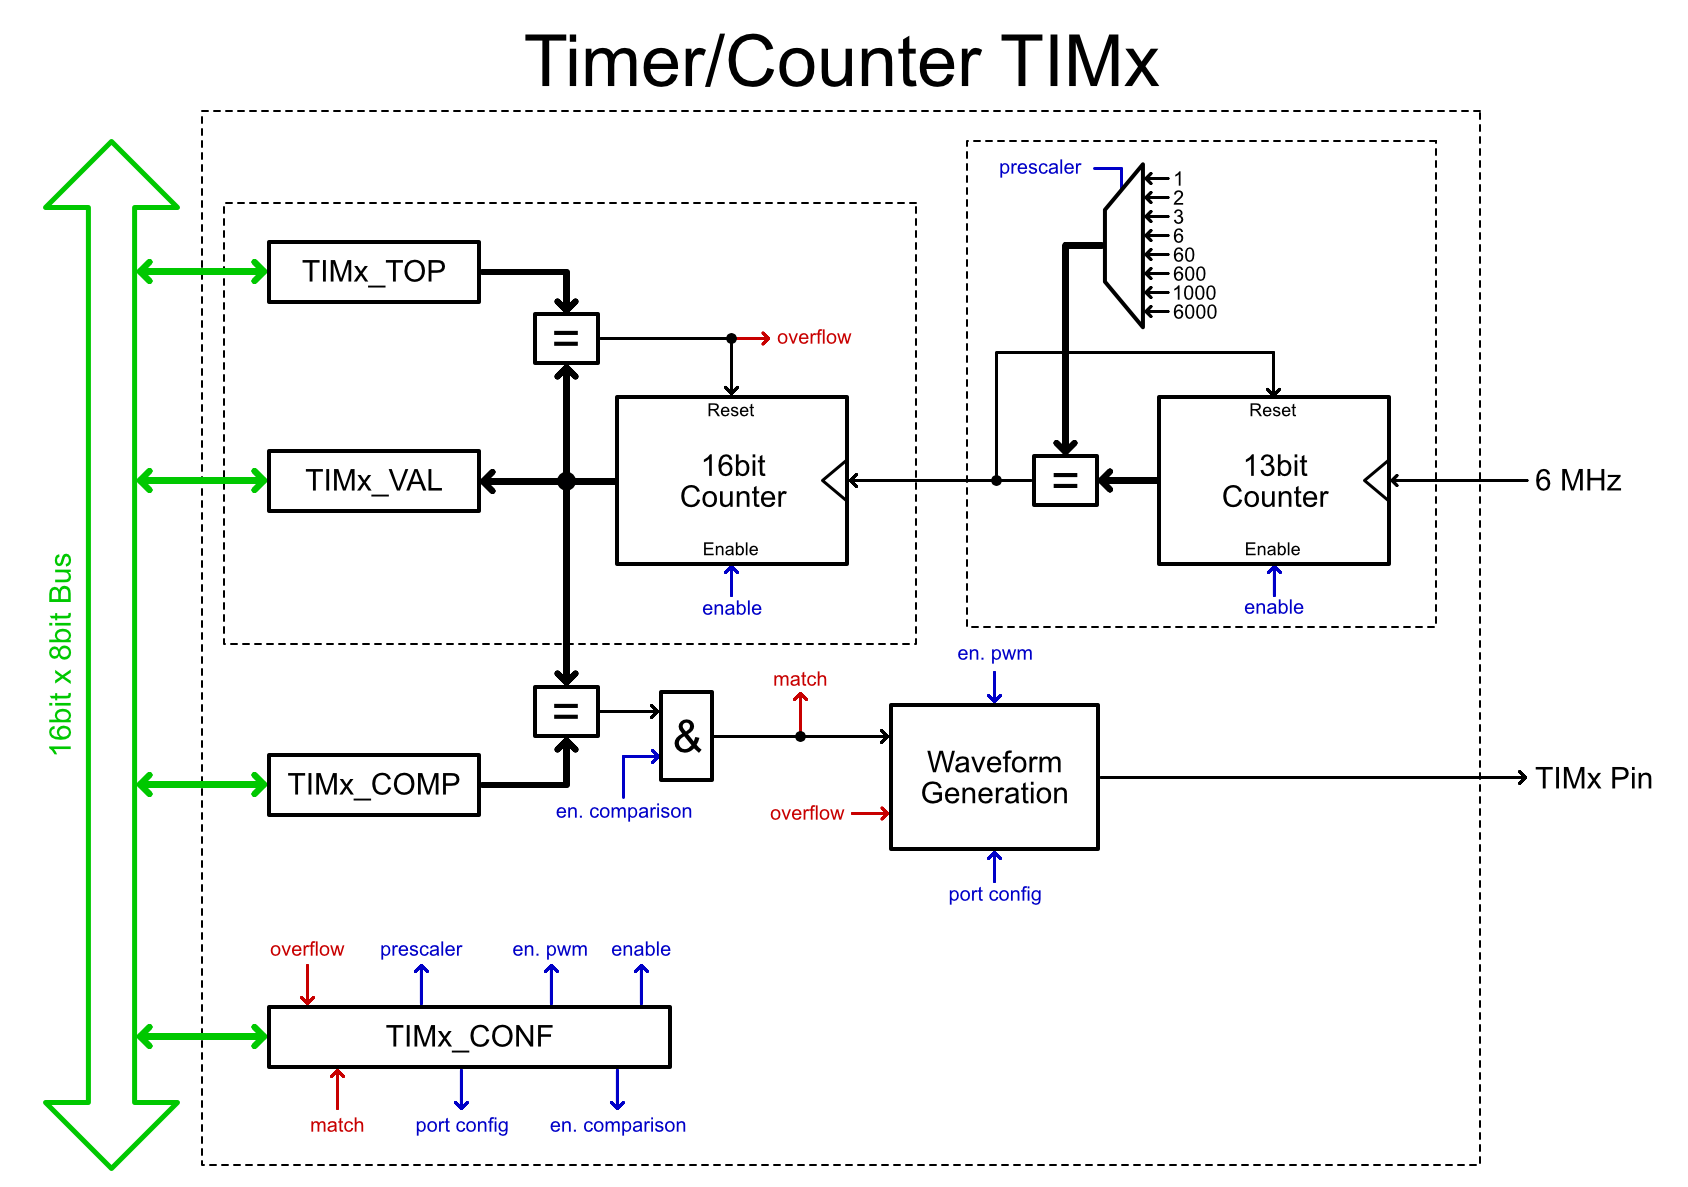 Timer/Counter TIMx
prescaler
1
2
3
6
60
600
1000
6000
TIMx_TOP
=
overflow
Reset
Reset
TIMx_VAL
16bit
Counter
=
13bit
Counter
6 MHz
Enable
Enable
enable
enable
16bit x 8bit Bus
en. pwm
match
=
&
Waveform
Generation
TIMx_COMP
TIMx Pin
en. comparison
overflow
port config
overflow
prescaler
en. pwm
enable
TIMx_CONF
match
port config
en. comparison